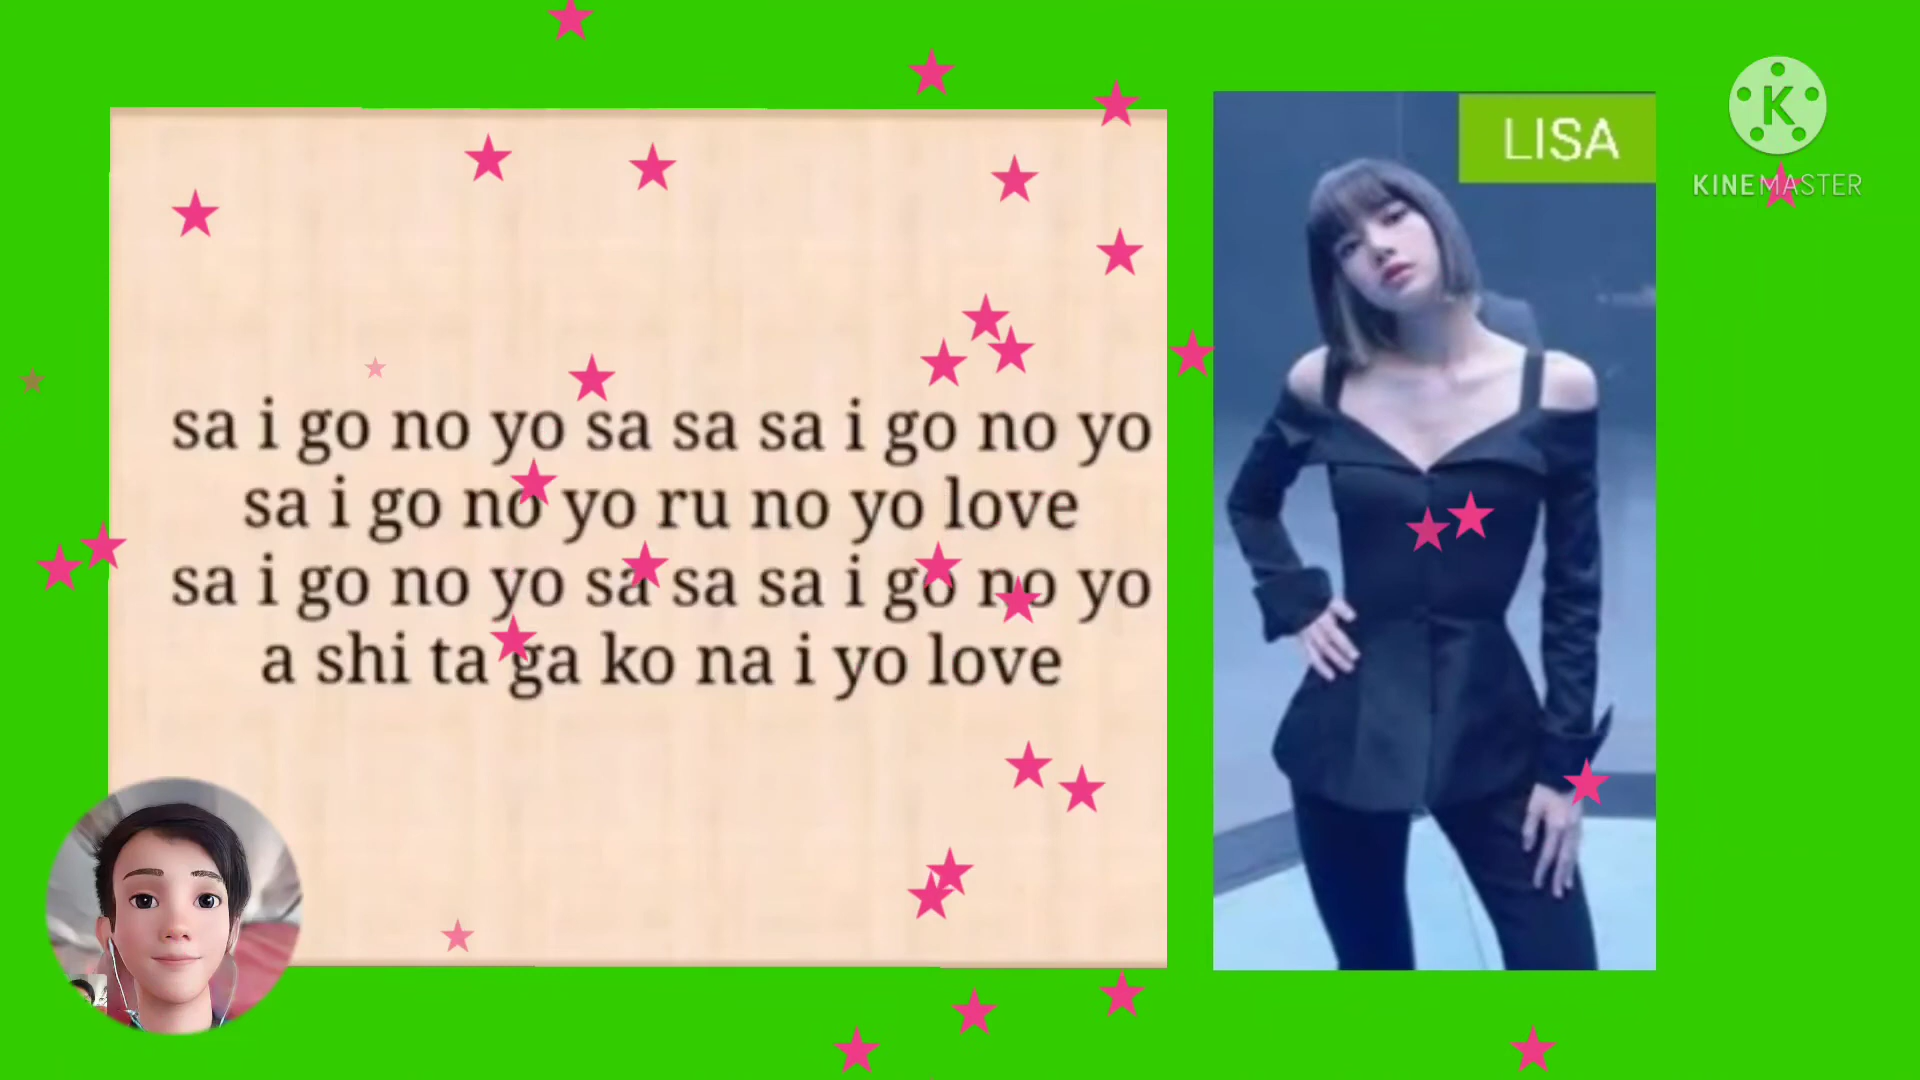 sa i go no yo sa sa sa i go no yo
sa i go no yo ru no yo love
sa i go no yo sa sa sa i go no yo
a shi ta ga ko na i yo love
LISA
K
KINEMASTER